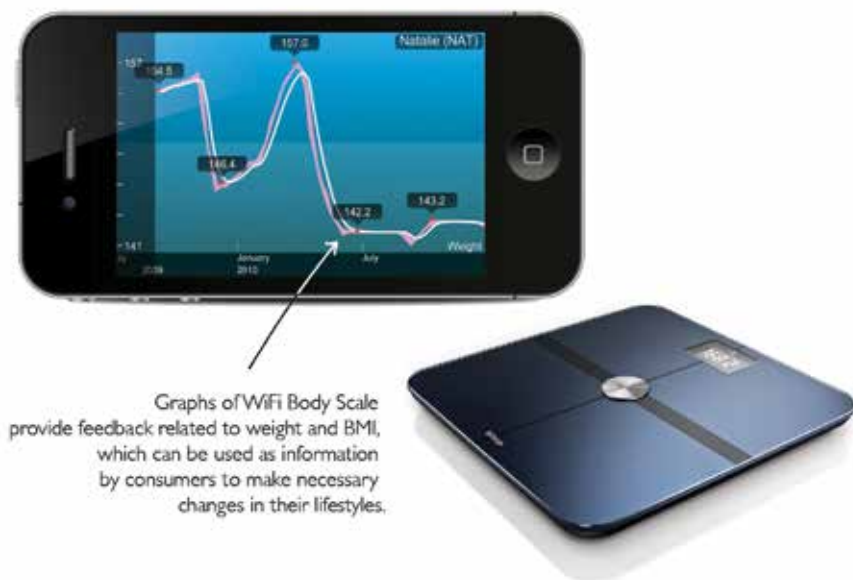 157.0
Natalie (NAT)
157
154.5
146.4
142.2
143.2
141
Weight
January
July
2010
Graphs of WiFi Body Scale
provide feedback related to weight and BMI,
which can be used as information
by consumers to make necessary
changes in their lifestyles.